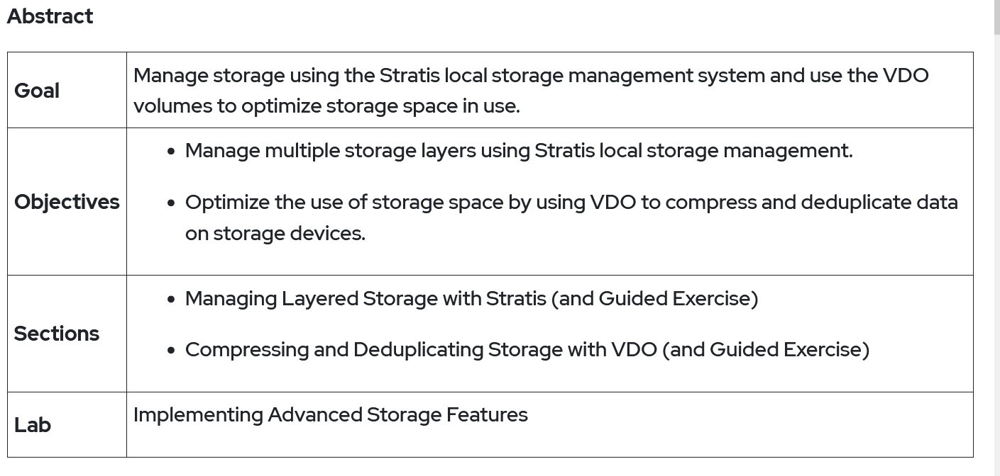 Abstract
Goal
Manage storage using the Stratis local storage management system and use the VDO
volumes to optimize storage space in use.
Objectives
• Manage multiple storage layers using Stratis local storage management.
• Optimize the use of storage space by using VDO to compress and deduplicate data
on storage devices.
Sections
• Managing Layered Storage with Stratis (and Guided Exercise)
• Compressing and Deduplicating Storage with VDO (and Guided Exercise)
Lab
Implementing Advanced Storage Features